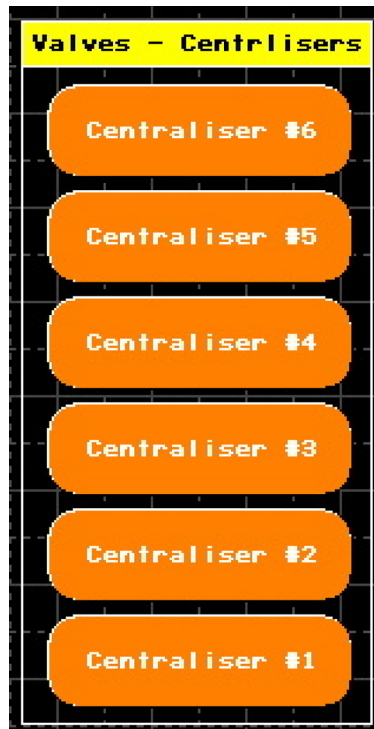 Valves - Centrlisers
Centraliser #6
Centraliser #5
Centraliser #4
Centraliser #3
Centraliser #2
Centraliser #1